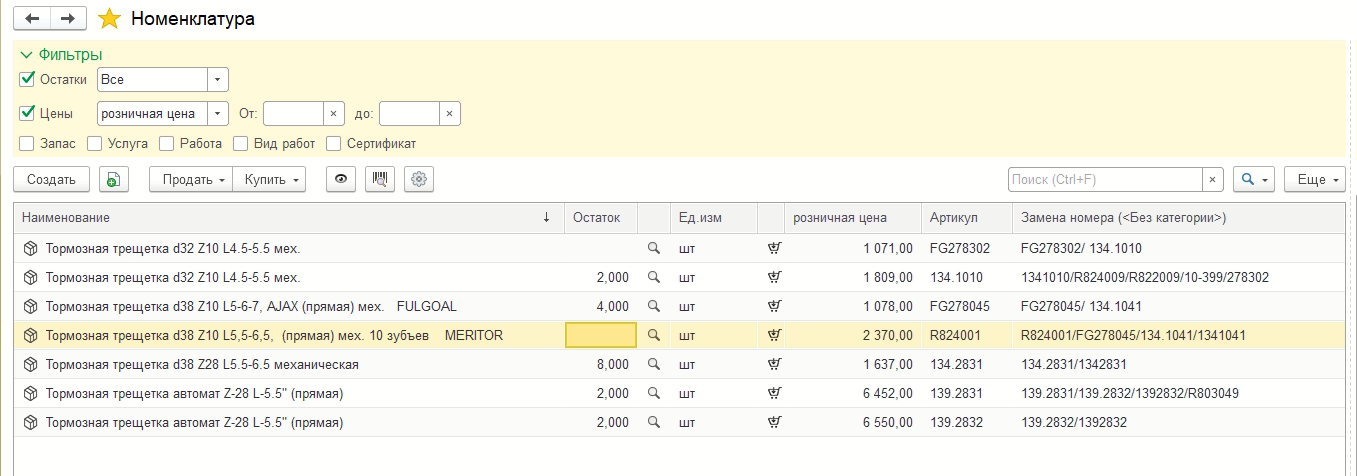 Номенклатура
Фильтры
Остатки Все
Цены розничная цена От: × до: ×
Запас Услуга Работа Вид работ Сертификат
Создать Продать Купить Поиск (Ctrl+F) × Еще
Наименование ↓ Остаток Ед.изм розничная цена Артикул Замена номера (<Без категории>)
Тормозная трещетка d32 Z10 L4.5-5.5 мех. шт 1 071,00 FG278302 FG278302/ 134.1010
Тормозная трещетка d32 Z10 L4.5-5.5 мех. 2,000 шт 1 809,00 134.1010 1341010/R824009/R822009/10-399/278302
Тормозная трещетка d38 Z10 L5-6-7, AJAX (прямая) мех. FULGOAL 4,000 шт 1 078,00 FG278045 FG278045/ 134.1041
Тормозная трещетка d38 Z10 L5,5-6,5, (прямая) мех. 10 зубъев MERITOR шт 2 370,00 R824001 R824001/FG278045/134.1041/1341041
Тормозная трещетка d38 Z28 L5.5-6.5 механическая 8,000 шт 1 637,00 134.2831 134.2831/1342831
Тормозная трещетка автомат Z-28 L-5.5" (прямая) 2,000 шт 6 452,00 139.2831 139.2831/139.2832/1392832/R803049
Тормозная трещетка автомат Z-28 L-5.5" (прямая) 2,000 шт 6 550,00 139.2832 139.2832/1392832